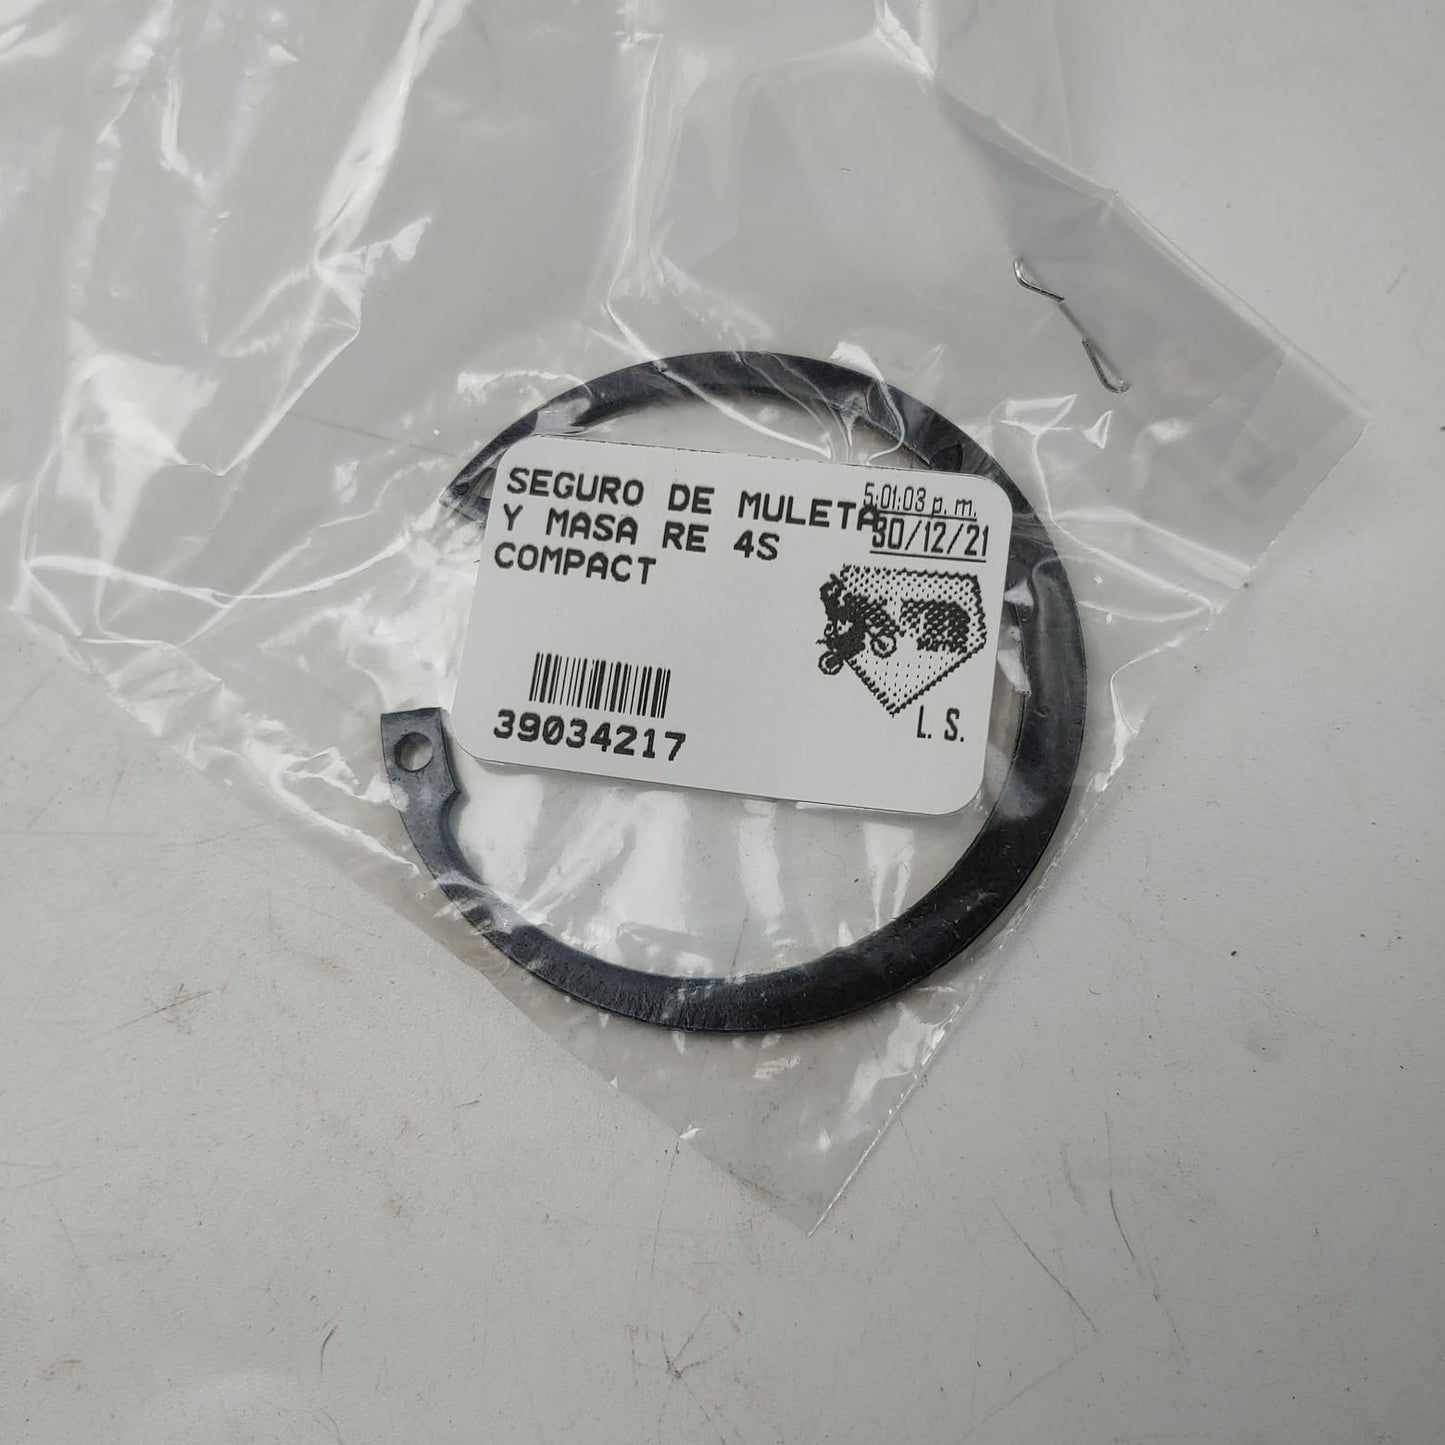 SEGURO DE MULETA
Y MASA RE 4S
COMPACT
5:01:03 p. m.
30/12/21
L. S.
39034217